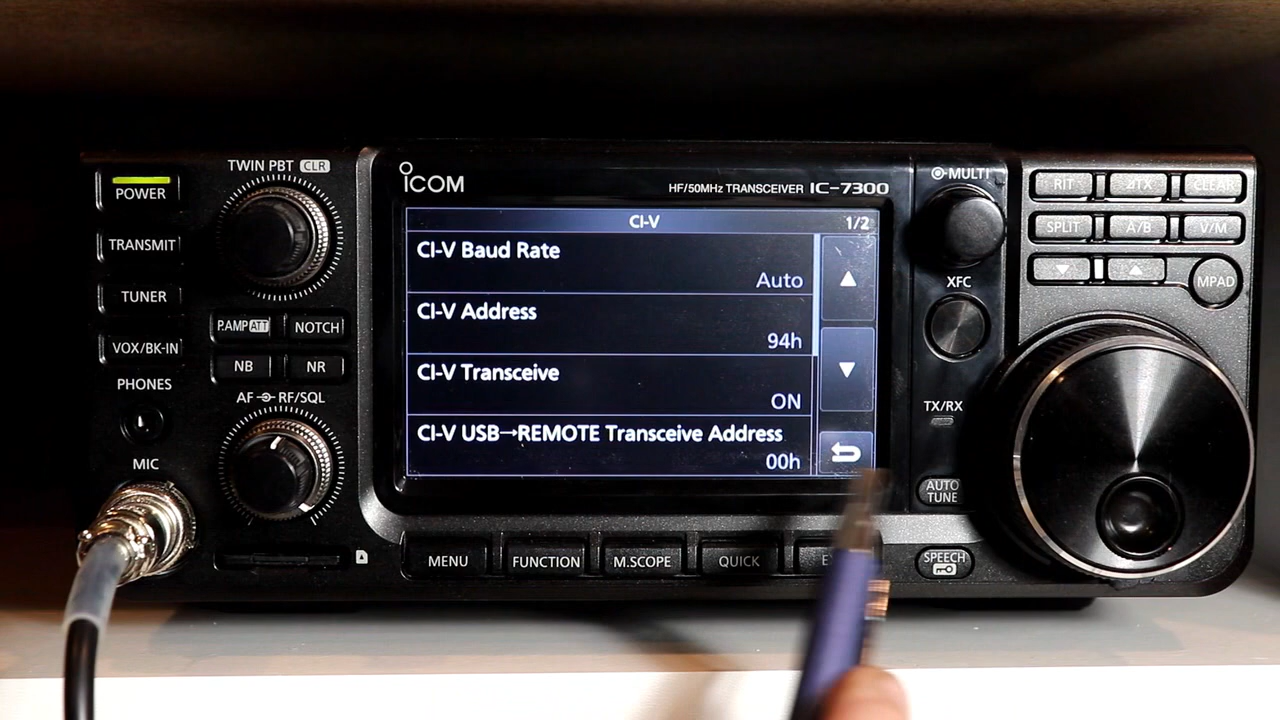 TWIN PBT CLR
POWER
TRANSMIT
TUNER
VOX/BK-IN
PHONES
MIC
P.AMP ATT
NOTCH
NB
NR
AF RF/SQL
ICOM
HF/50MHz TRANSCEIVER IC-7300
CI-V 1/2
CI-V Baud Rate
Auto
CI-V Address
94h
CI-V Transceive
ON
CI-V USB→REMOTE Transceive Address
00h
MENU
FUNCTION
M.SCOPE
QUICK
MULTI
XFC
TX/RX
AUTO
TUNE
SPEECH
RIT
ΔTX
CLEAR
SPLIT
A/B
V/M
MPAD